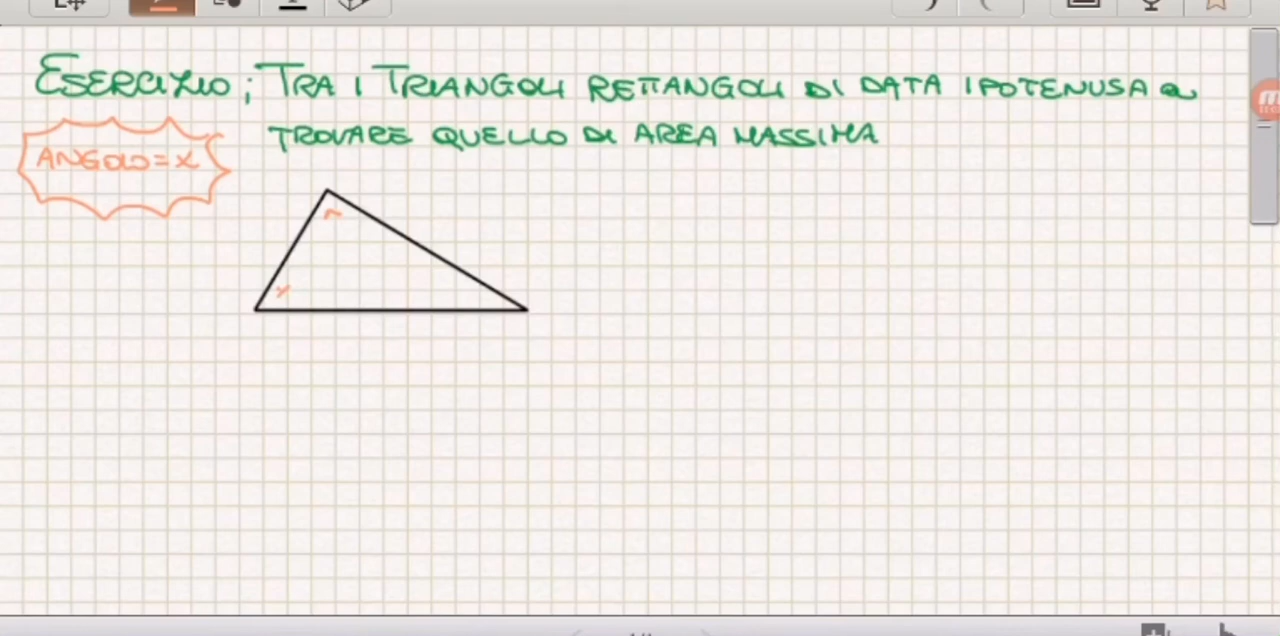 ESERCIZIO; TRA I TRIANGOLI RETTANGOLI DI DATA IPOTENUSA a
TROVARE QUELLO DI AREA MASSIMA
ANGOLO = x
x